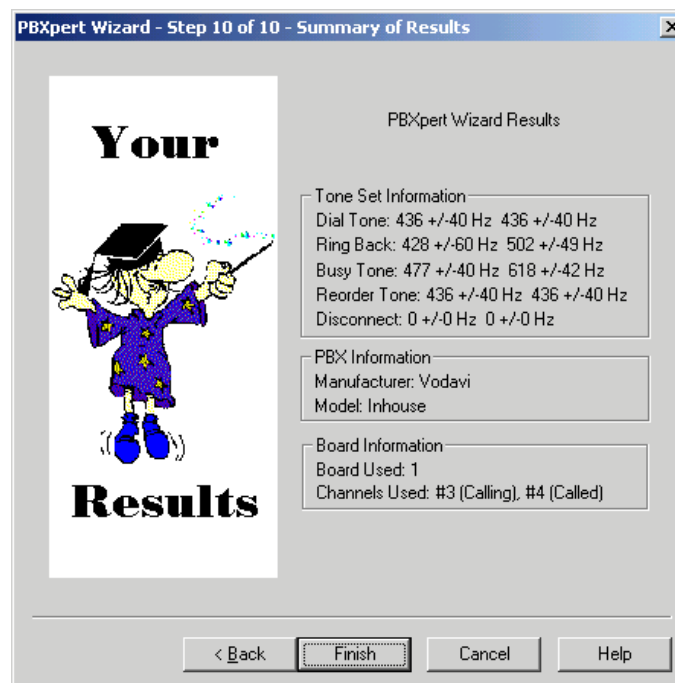 PBXpert Wizard - Step 10 of 10 - Summary of Results
Your
Results
PBXpert Wizard Results
Tone Set Information
Dial Tone: 436 +/-40 Hz  436 +/-40 Hz
Ring Back: 428 +/-60 Hz  502 +/-49 Hz
Busy Tone: 477 +/-40 Hz  618 +/-42 Hz
Reorder Tone: 436 +/-40 Hz  436 +/-40 Hz
Disconnect: 0 +/-0 Hz  0 +/-0 Hz
PBX Information
Manufacturer: Vodavi
Model: Inhouse
Board Information
Board Used: 1
Channels Used: #3 (Calling), #4 (Called)
< Back
Finish
Cancel
Help